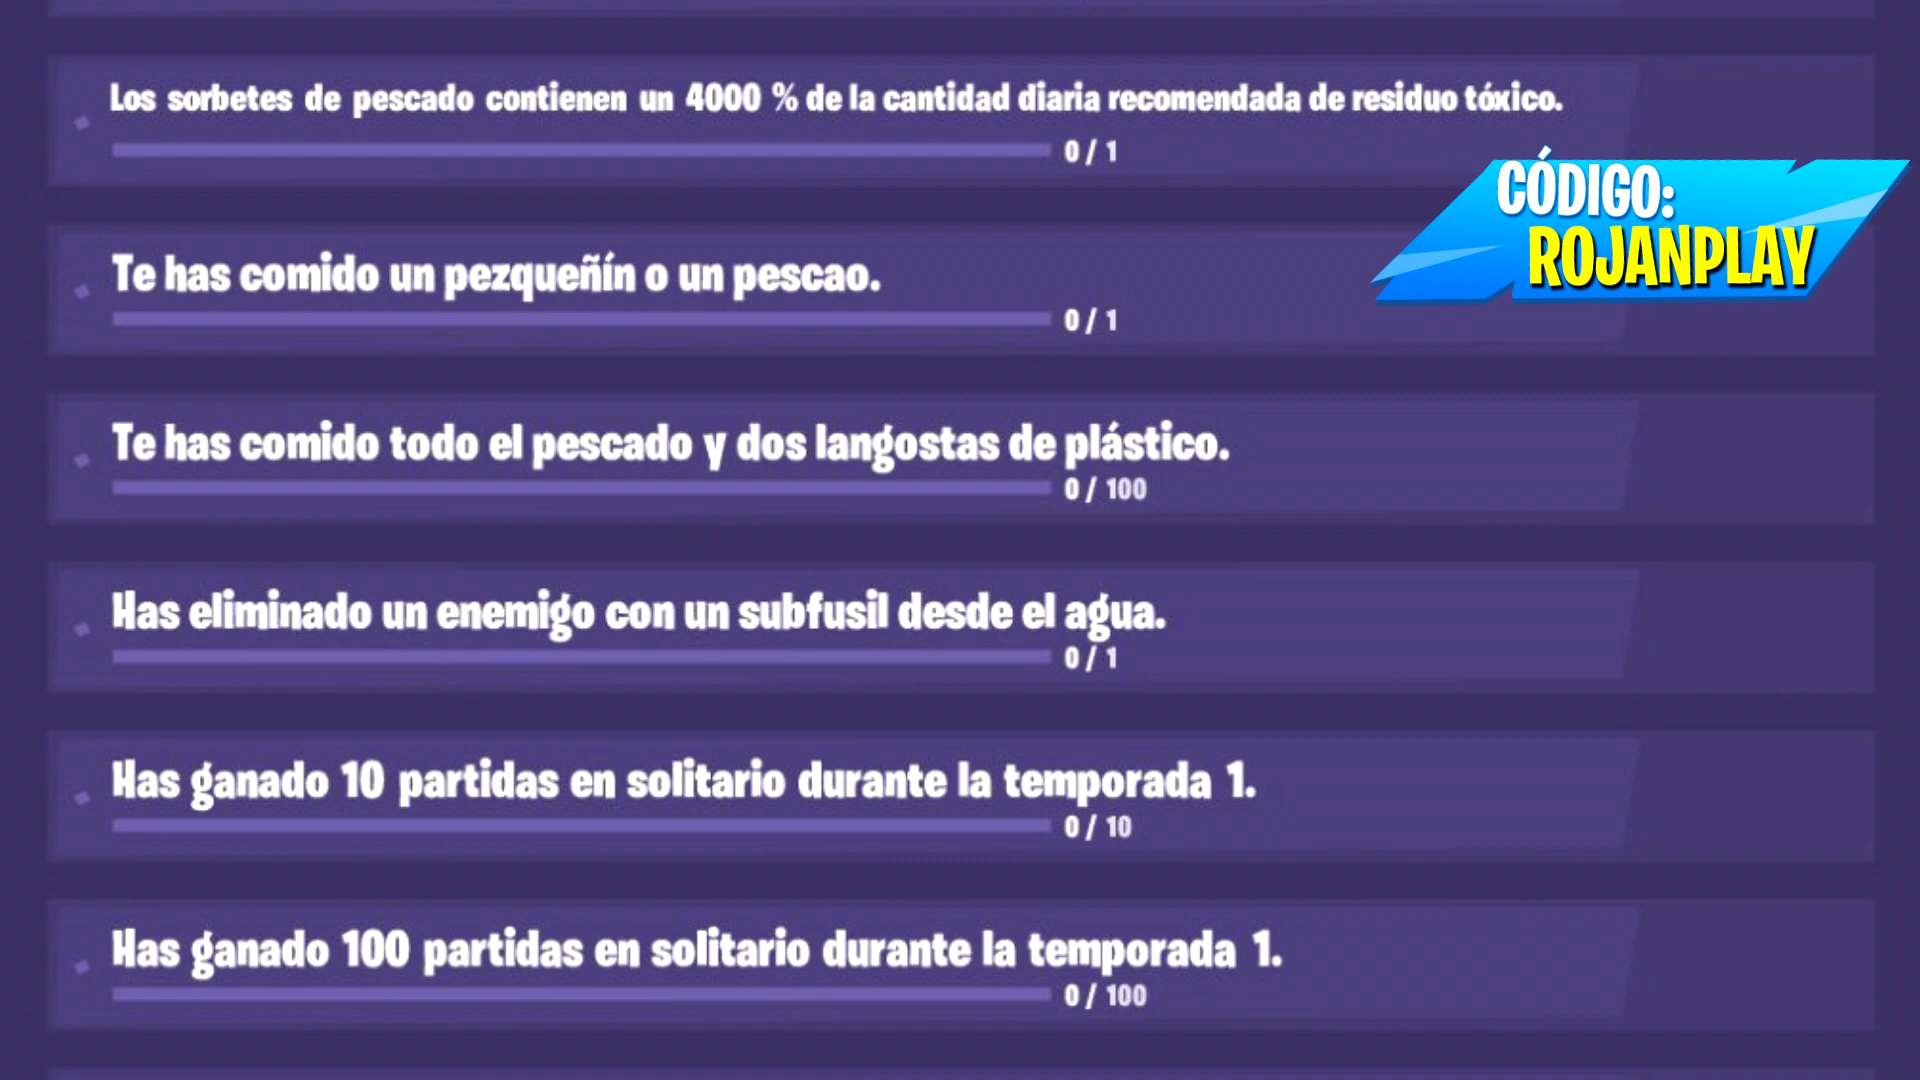 Los sorbetes de pescado contienen un 4000 % de la cantidad diaria recomendada de residuo tóxico.
0 / 1
CÓDIGO:
ROJANPLAY
Te has comido un pezqueñín o un pescao.
0 / 1
Te has comido todo el pescado y dos langostas de plástico.
0 / 100
Has eliminado un enemigo con un subfusil desde el agua.
0 / 1
Has ganado 10 partidas en solitario durante la temporada 1.
0 / 10
Has ganado 100 partidas en solitario durante la temporada 1.
0 / 100